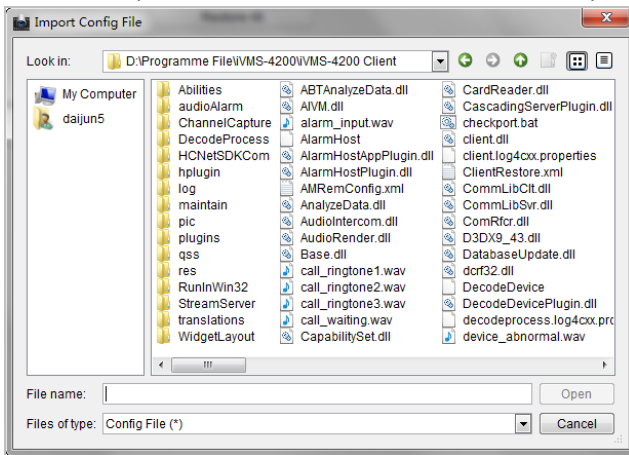 Import Config File
Look in: D:\Programme File\iVMS-4200\iVMS-4200 Client
My Computer
daijun5
Abilities
audioAlarm
ChannelCapture
DecodeProcess
HCNetSDKCom
hplugin
log
maintain
pic
plugins
qss
res
RunInWin32
StreamServer
translations
WidgetLayout
ABTAnalyzeData.dll
AIVM.dll
alarm_input.wav
AlarmHost
AlarmHostAppPlugin.dll
AlarmHostPlugin.dll
AMRemConfig.xml
AnalyzeData.dll
AudioIntercom.dll
AudioRender.dll
Base.dll
call_ringtone1.wav
call_ringtone2.wav
call_ringtone3.wav
call_waiting.wav
CapabilitySet.dll
CardReader.dll
CascadingServerPlugin.dll
checkport.bat
client.dll
client.log4cxx.properties
ClientRestore.xml
CommLibClt.dll
CommLibSvr.dll
ComRfcr.dll
D3DX9_43.dll
DatabaseUpdate.dll
dcrf32.dll
DecodeDevice
DecodeDevicePlugin.dll
decodeprocess.log4cxx.prc
device_abnormal.wav
File name: Open
Files of type: Config File (*) Cancel